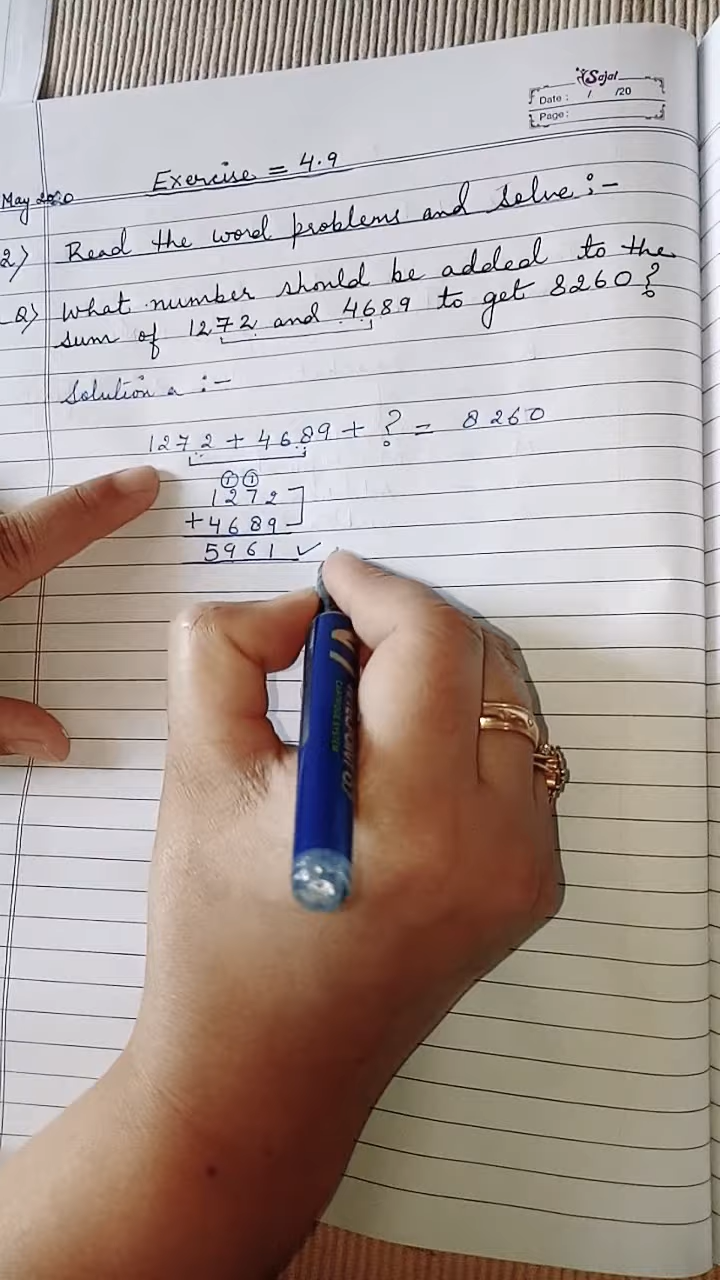 Sajal
Date : / /20
Page:
Exercise = 4.9
May 2020
2) Read the word problems and solve :-
a) What number should be added to the
sum of 1272 and 4689 to get 8260?
Solution a :-
1272 + 4689 + ? = 8260
1 1
1272
+4689
5961 ✓
V7